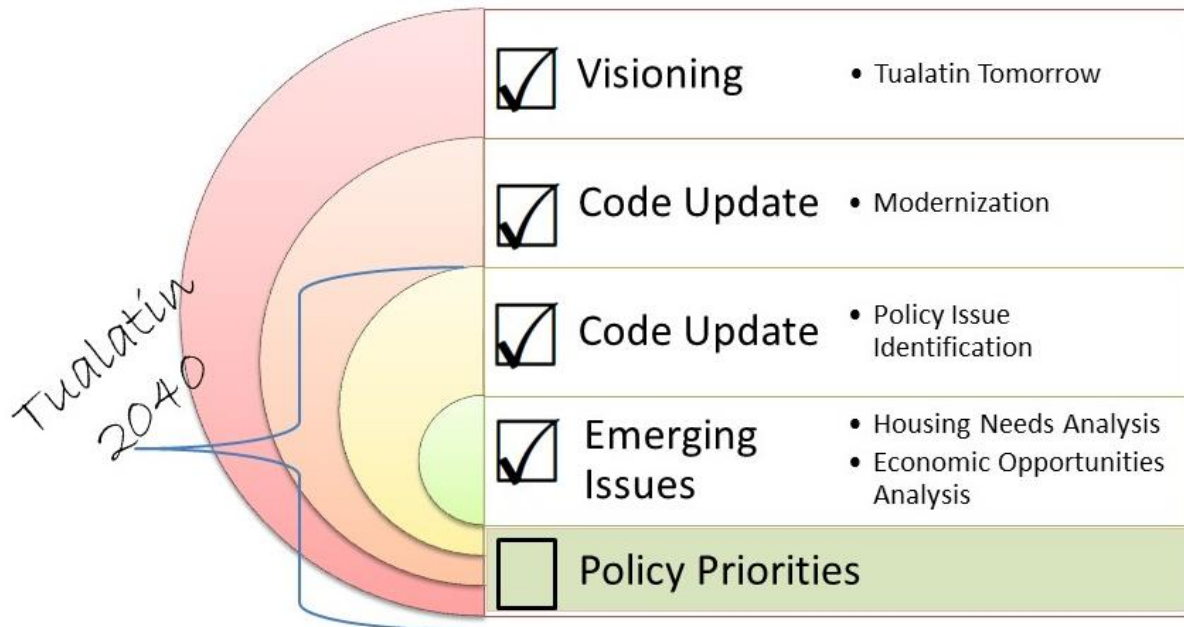 Visioning
• Tualatin Tomorrow
Code Update
• Modernization
Code Update
• Policy Issue
Identification
Emerging
Issues
• Housing Needs Analysis
• Economic Opportunities
Analysis
Policy Priorities
Tualatin
2040